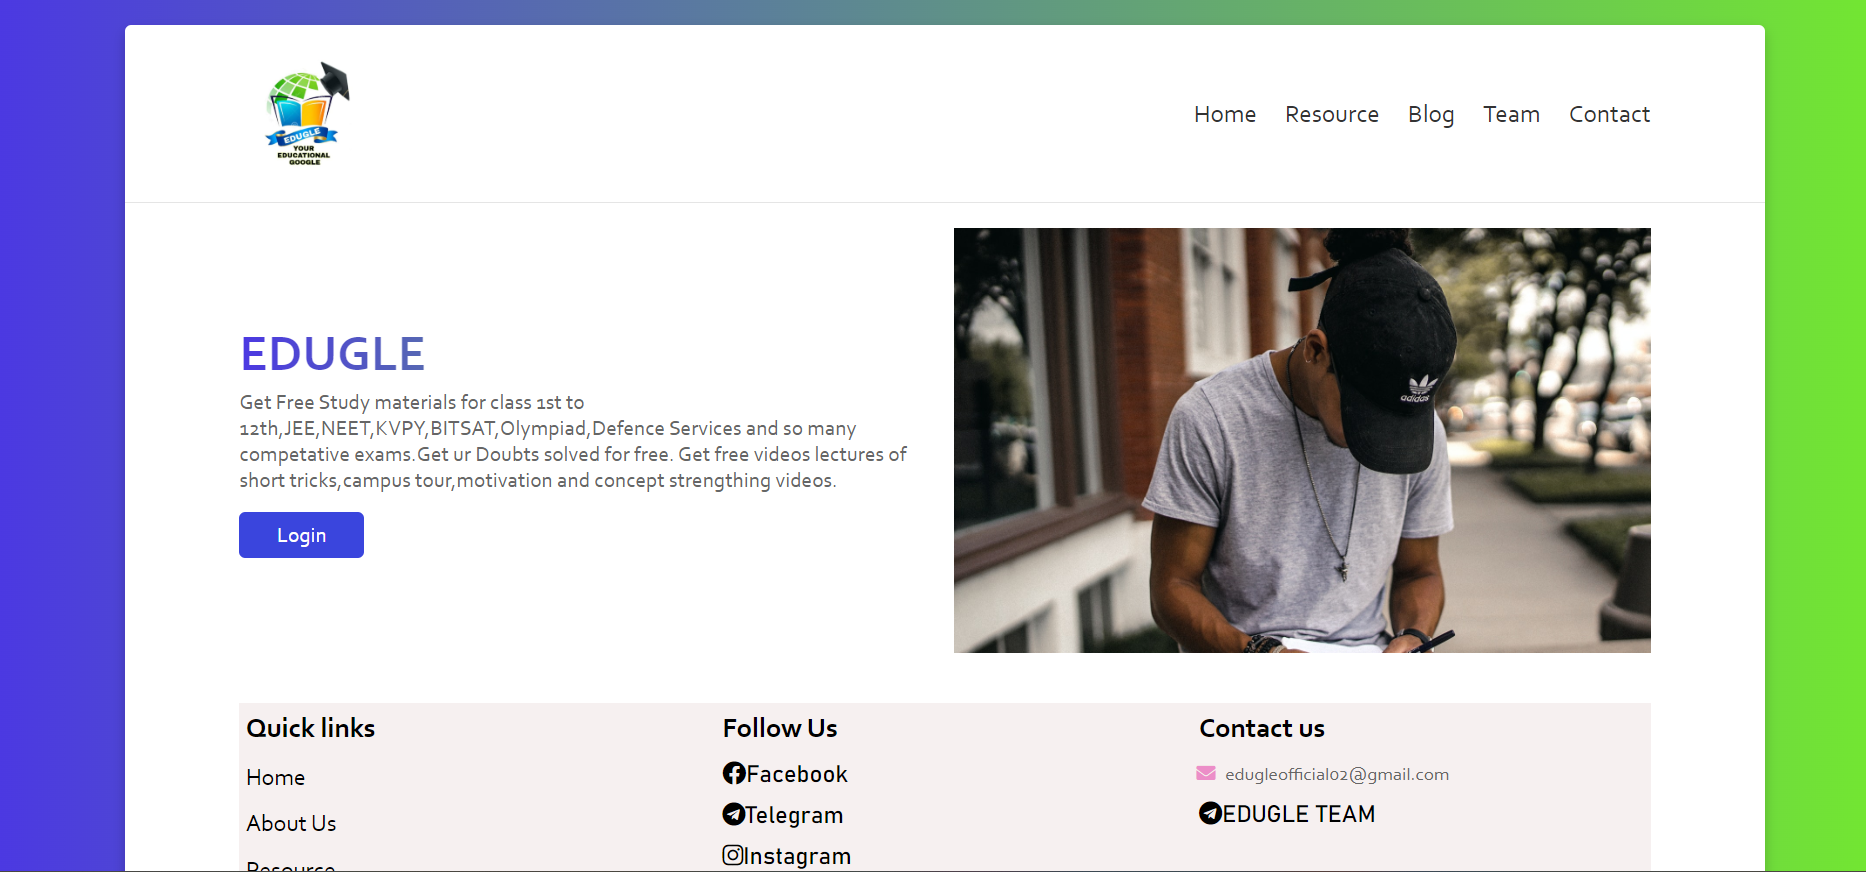 EDUGLE
YOUR
EDUCATIONAL
GOOGLE
Home Resource Blog Team Contact
EDUGLE
Get Free Study materials for class 1st to
12th,JEE,NEET,KVPY,BITSAT,Olympiad,Defence Services and so many
competative exams.Get ur Doubts solved for free. Get free videos lectures of
short tricks,campus tour,motivation and concept strengthing videos.
Login
adidas
Quick links
Home
About Us
Resource
Follow Us
Facebook
Telegram
Instagram
Contact us
edugleofficial02@gmail.com
EDUGLE TEAM